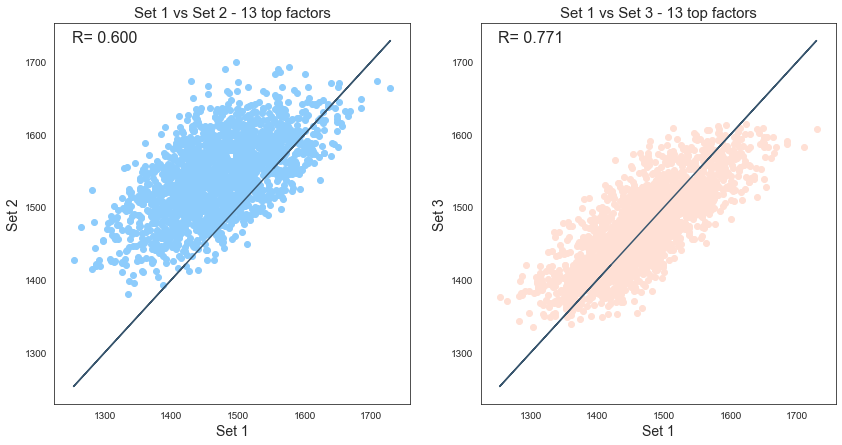 Set 1 vs Set 2 - 13 top factors
R= 0.600
1700
1600
1500
1400
1300
Set 2
1300 1400 1500 1600 1700
Set 1
Set 1 vs Set 3 - 13 top factors
R= 0.771
1700
1600
1500
1400
1300
Set 3
1300 1400 1500 1600 1700
Set 1